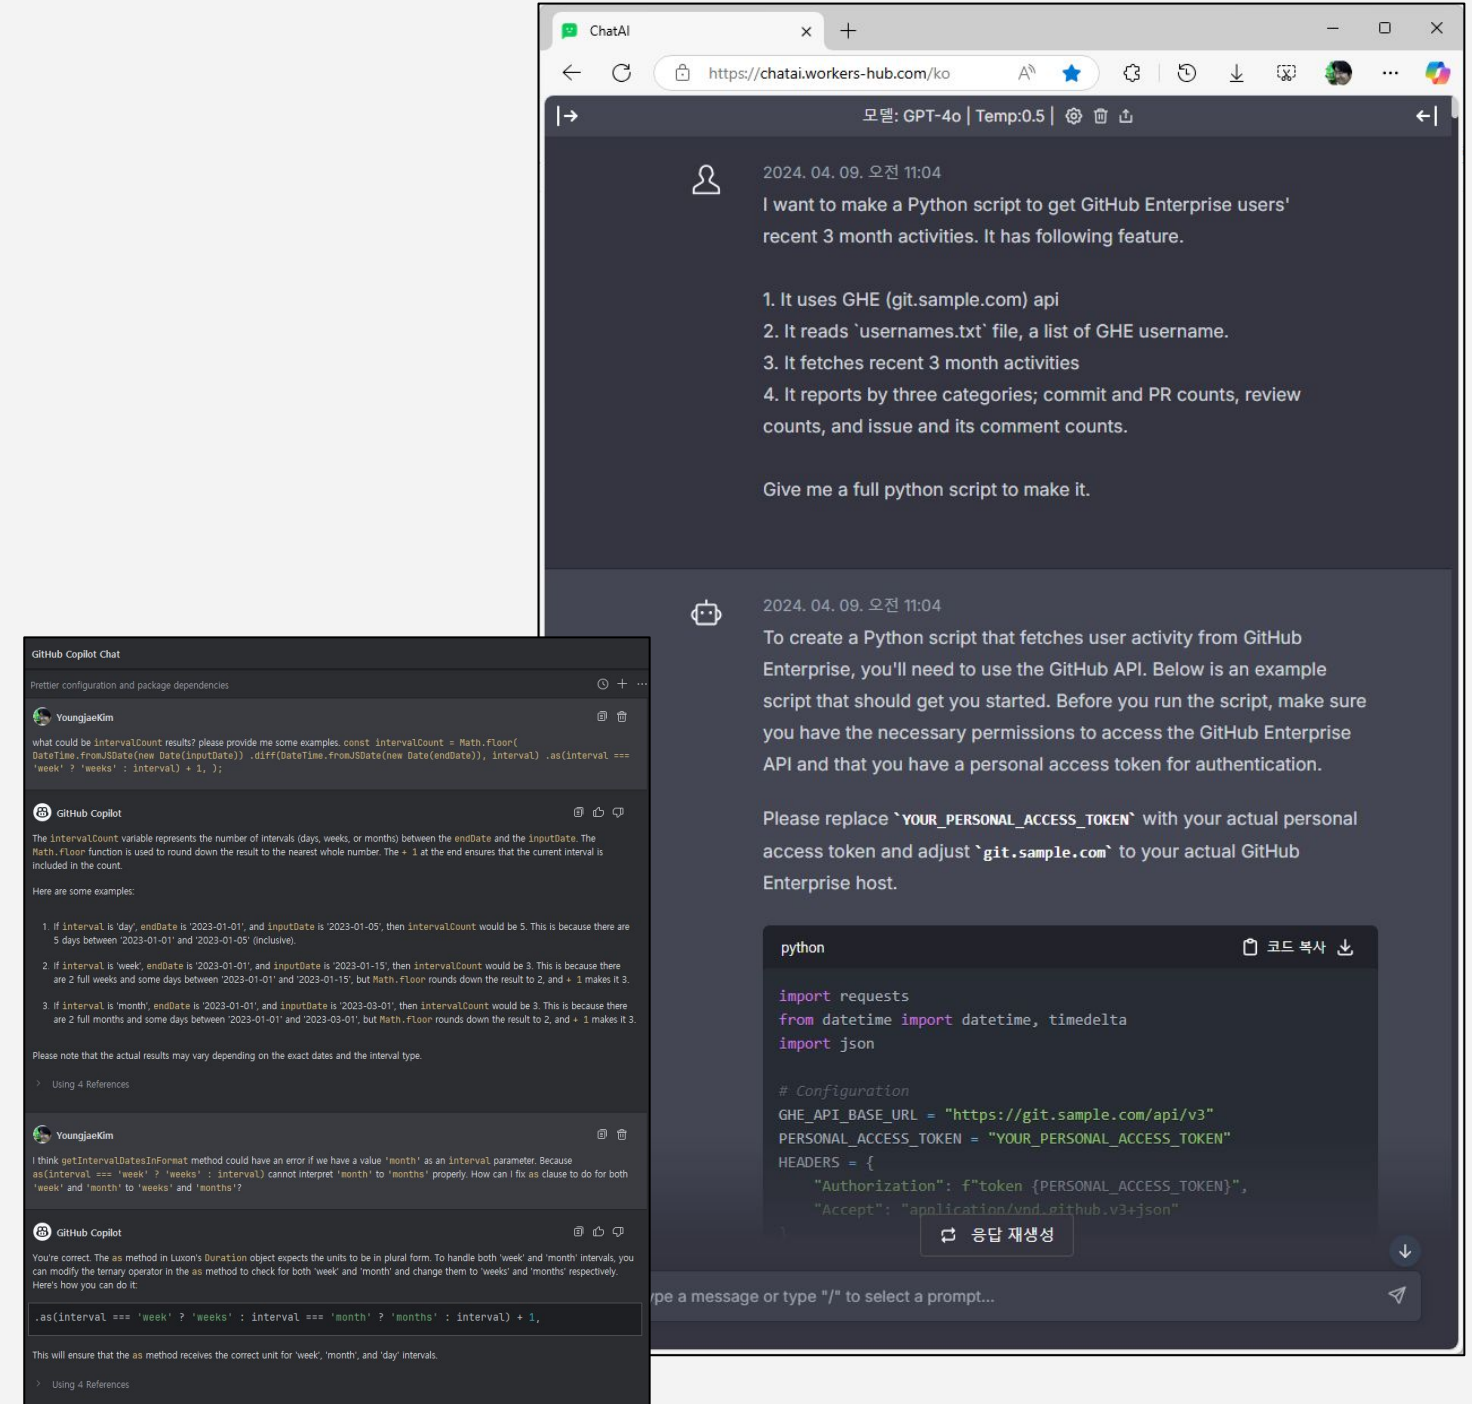 ChatAI
https://chatai.workers-hub.com/ko
모델: GPT-4o | Temp:0.5 |
2024. 04. 09. 오전 11:04
I want to make a Python script to get GitHub Enterprise users'
recent 3 month activities. It has following feature.
1. It uses GHE (git.sample.com) api
2. It reads `usernames.txt` file, a list of GHE username.
3. It fetches recent 3 month activities
4. It reports by three categories; commit and PR counts, review
counts, and issue and its comment counts.
Give me a full python script to make it.
2024. 04. 09. 오전 11:04
To create a Python script that fetches user activity from GitHub
Enterprise, you'll need to use the GitHub API. Below is an example
script that should get you started. Before you run the script, make sure
you have the necessary permissions to access the GitHub Enterprise
API and that you have a personal access token for authentication.
Please replace `YOUR_PERSONAL_ACCESS_TOKEN` with your actual personal
access token and adjust `git.sample.com` to your actual GitHub
Enterprise host.
python
코드 복사
import requests
from datetime import datetime, timedelta
import json
# Configuration
GHE_API_BASE_URL = "https://git.sample.com/api/v3"
PERSONAL_ACCESS_TOKEN = "YOUR_PERSONAL_ACCESS_TOKEN"
HEADERS = {
"Authorization": f"token {PERSONAL_ACCESS_TOKEN}",
"Accept": "application/vnd.github.v3+json"
응답 재생성
ype a message or type "/" to select a prompt...
GitHub Copilot Chat
Prettier configuration and package dependencies
YoungjaeKim
what could be intervalCount results? please provide me some examples. const intervalCount = Math.floor(
DateTime.fromJSDate(new Date(inputDate)) .diff(DateTime.fromJSDate(new Date(endDate)), interval) .as(interval ===
'week' ? 'weeks' : interval) + 1, );
GitHub Copilot
The intervalCount variable represents the number of intervals (days, weeks, or months) between the endDate and the inputDate. The
Math.floor function is used to round down the result to the nearest whole number. The + 1 at the end ensures that the current interval is
included in the count.
Here are some examples:
1. If interval is 'day', endDate is '2023-01-01', and inputDate is '2023-01-05', then intervalCount would be 5. This is because there are
5 days between '2023-01-01' and '2023-01-05' (inclusive).
2. If interval is 'week', endDate is '2023-01-01', and inputDate is '2023-01-15', then intervalCount would be 3. This is because there
are 2 full weeks and some days between '2023-01-01' and '2023-01-15', but Math.floor rounds down the result to 2, and + 1 makes it 3.
3. If interval is 'month', endDate is '2023-01-01', and inputDate is '2023-03-01', then intervalCount would be 3. This is because there
are 2 full months and some days between '2023-01-01' and '2023-03-01', but Math.floor rounds down the result to 2, and + 1 makes it 3.
Please note that the actual results may vary depending on the exact dates and the interval type.
Using 4 References
YoungjaeKim
I think getIntervalDatesInFormat method could have an error if we have a value 'month' as an interval parameter. Because
as(interval === 'week' ? 'weeks' : interval) cannot interpret 'month' to 'months' properly. How can I fix as clause to do for both
'week' and 'month' to 'weeks' and 'months'?
GitHub Copilot
You're correct. The as method in Luxon's Duration object expects the units to be in plural form. To handle both 'week' and 'month' intervals, you
can modify the ternary operator in the as method to check for both 'week' and 'month' and change them to 'weeks' and 'months' respectively.
Here's how you can do it:
.as(interval === 'week' ? 'weeks' : interval === 'month' ? 'months' : interval) + 1,
This will ensure that the as method receives the correct unit for 'week', 'month', and 'day' intervals.
Using 4 References